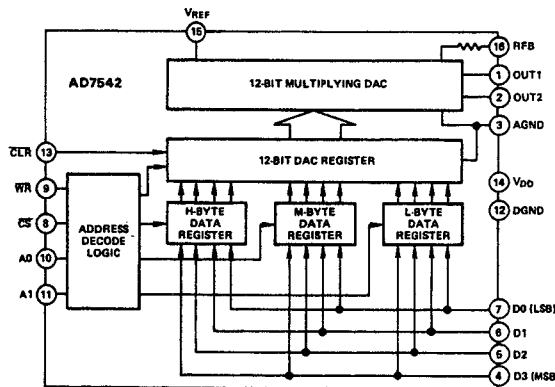 VREF
15
AD7542
16 RFB
12-BIT MULTIPLYING DAC
1 OUT1
2 OUT2
3 AGND
CLR 13
12-BIT DAC REGISTER
WR 9
14 VDD
CS 8
12 DGND
ADDRESS
DECODE
LOGIC
H-BYTE
DATA
REGISTER
M-BYTE
DATA
REGISTER
L-BYTE
DATA
REGISTER
A0 10
A1 11
7 D0 (LSB)
6 D1
5 D2
4 D3 (MSB)